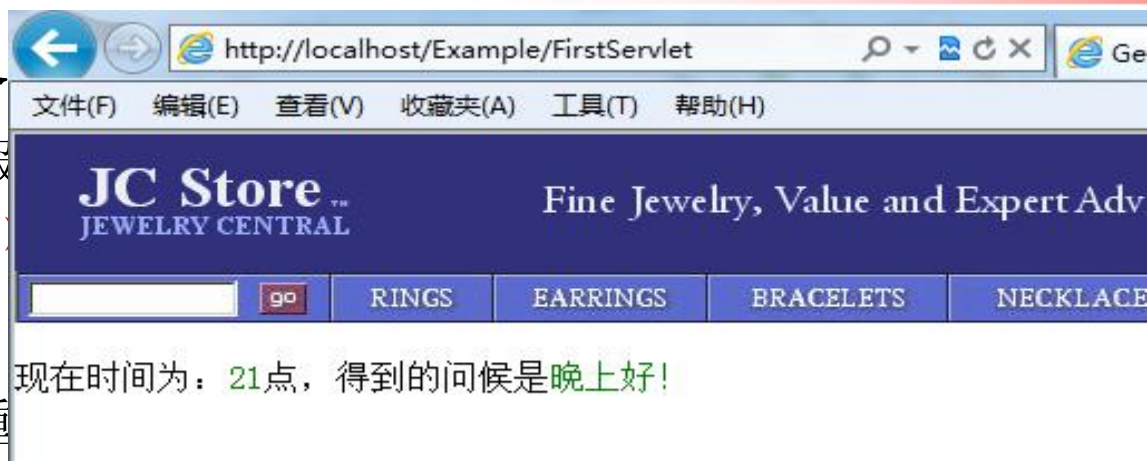 http://localhost/Example/FirstServlet Ge
文件(F) 编辑(E) 查看(V) 收藏夹(A) 工具(T) 帮助(H)
JC Store ™ Fine Jewelry, Value and Expert Adv
JEWELRY CENTRAL
go RINGS EARRINGS BRACELETS NECKLACE
现在时间为：21点，得到的问候是晚上好！